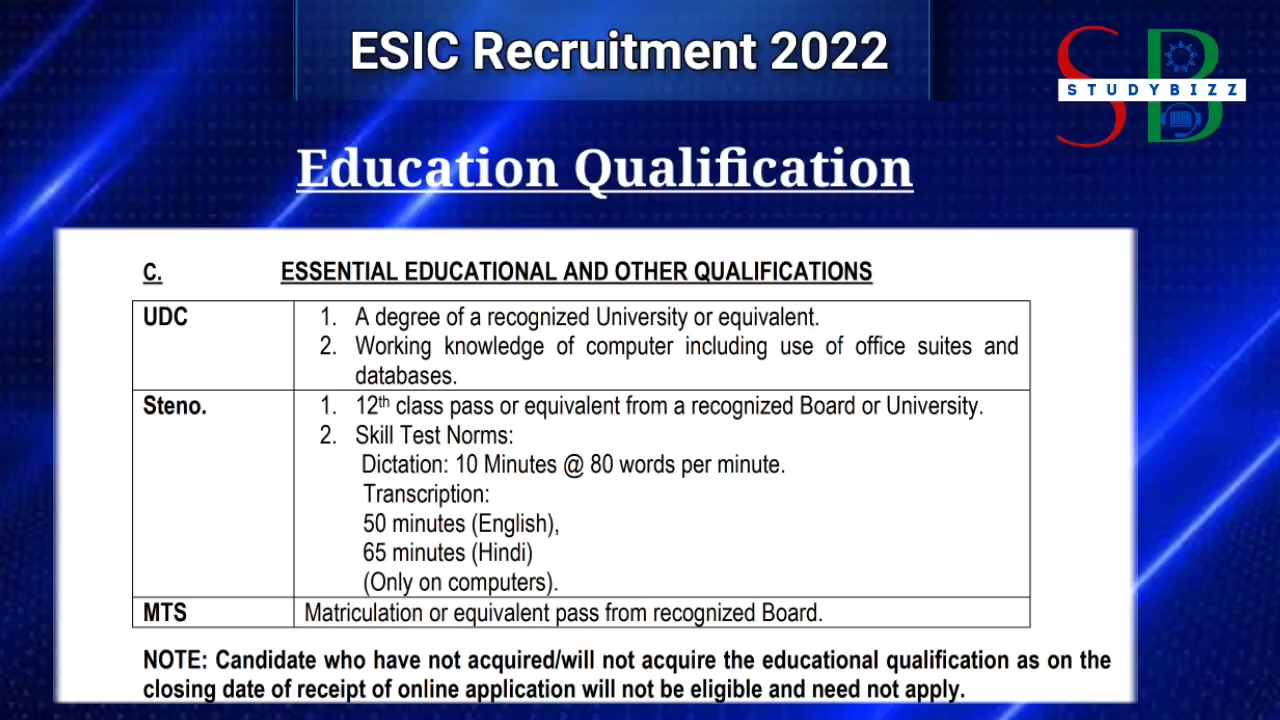 ESIC Recruitment 2022
SB
STUDYBIZZ
Education Qualification
C. ESSENTIAL EDUCATIONAL AND OTHER QUALIFICATIONS
UDC 1. A degree of a recognized University or equivalent.
2. Working knowledge of computer including use of office suites and
databases.
Steno. 1. 12th class pass or equivalent from a recognized Board or University.
2. Skill Test Norms:
Dictation: 10 Minutes @ 80 words per minute.
Transcription:
50 minutes (English),
65 minutes (Hindi)
(Only on computers).
MTS Matriculation or equivalent pass from recognized Board.
NOTE: Candidate who have not acquired/will not acquire the educational qualification as on the
closing date of receipt of online application will not be eligible and need not apply.